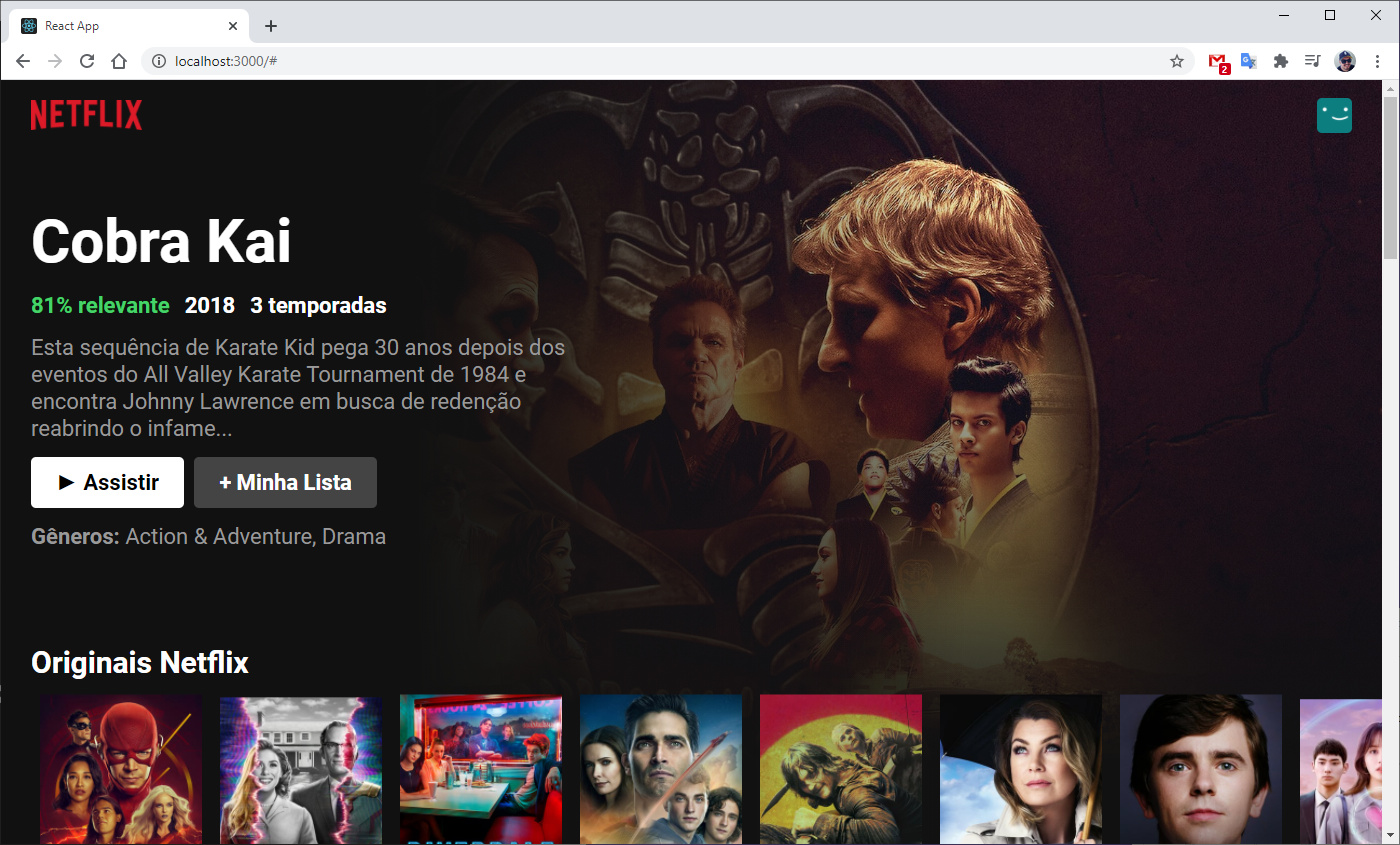 React App
localhost:3000/#
2
NETFLIX
Cobra Kai
81% relevante 2018 3 temporadas
Esta sequência de Karate Kid pega 30 anos depois dos
eventos do All Valley Karate Tournament de 1984 e
encontra Johnny Lawrence em busca de redenção
reabrindo o infame...
► Assistir + Minha Lista
Gêneros: Action & Adventure, Drama
Originais Netflix